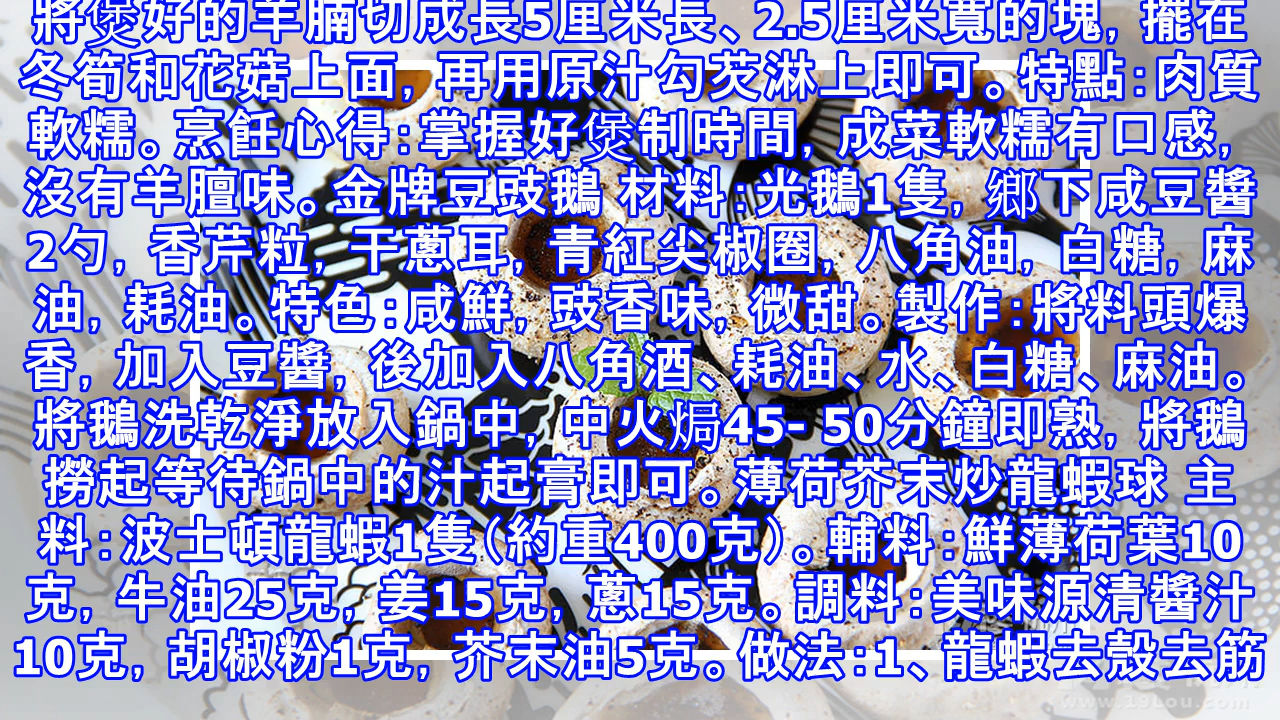 將煲好的羊腩切成長5厘米長、2.5厘米寬的塊, 擺在
冬筍和花菇上面, 再用原汁勾芡淋上即可。特點:肉質
軟糯。烹飪心得:掌握好煲制時間, 成菜軟糯有口感,
沒有羊膻味。金牌豆豉鵝 材料:光鵝1隻, 鄉下咸豆醬
2勺, 香芹粒, 干蔥耳, 青紅尖椒圈, 八角油, 白糖, 麻
油, 耗油。特色:咸鮮, 豉香味, 微甜。製作:將料頭爆
香, 加入豆醬, 後加入八角酒、耗油、水、白糖、麻油。
將鵝洗乾淨放入鍋中, 中火焗45- 50分鐘即熟, 將鵝
撈起等待鍋中的汁起膏即可。薄荷芥末炒龍蝦球 主
料:波士頓龍蝦1隻(約重400克)。輔料:鮮薄荷葉10
克, 牛油25克, 姜15克, 蔥15克。調料:美味源清醬汁
10克, 胡椒粉1克, 芥末油5克。做法:1、龍蝦去殼去筋
www.19Lou.com